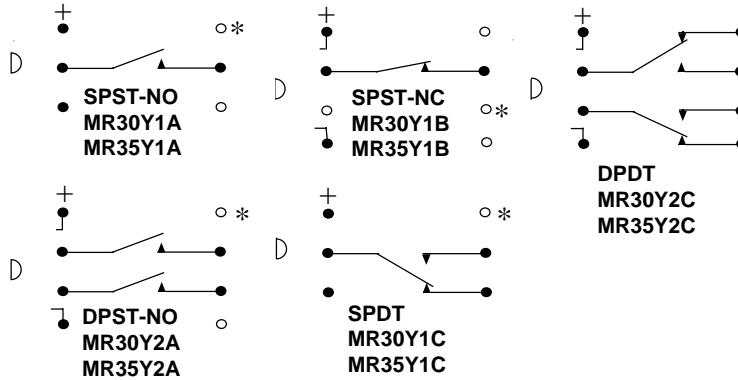 +
*
SPST-NO
MR30Y1A
MR35Y1A
+
*
SPST-NC
MR30Y1B
MR35Y1B
+
DPDT
MR30Y2C
MR35Y2C
+
*
DPST-NO
MR30Y2A
MR35Y2A
+
*
SPDT
MR30Y1C
MR35Y1C